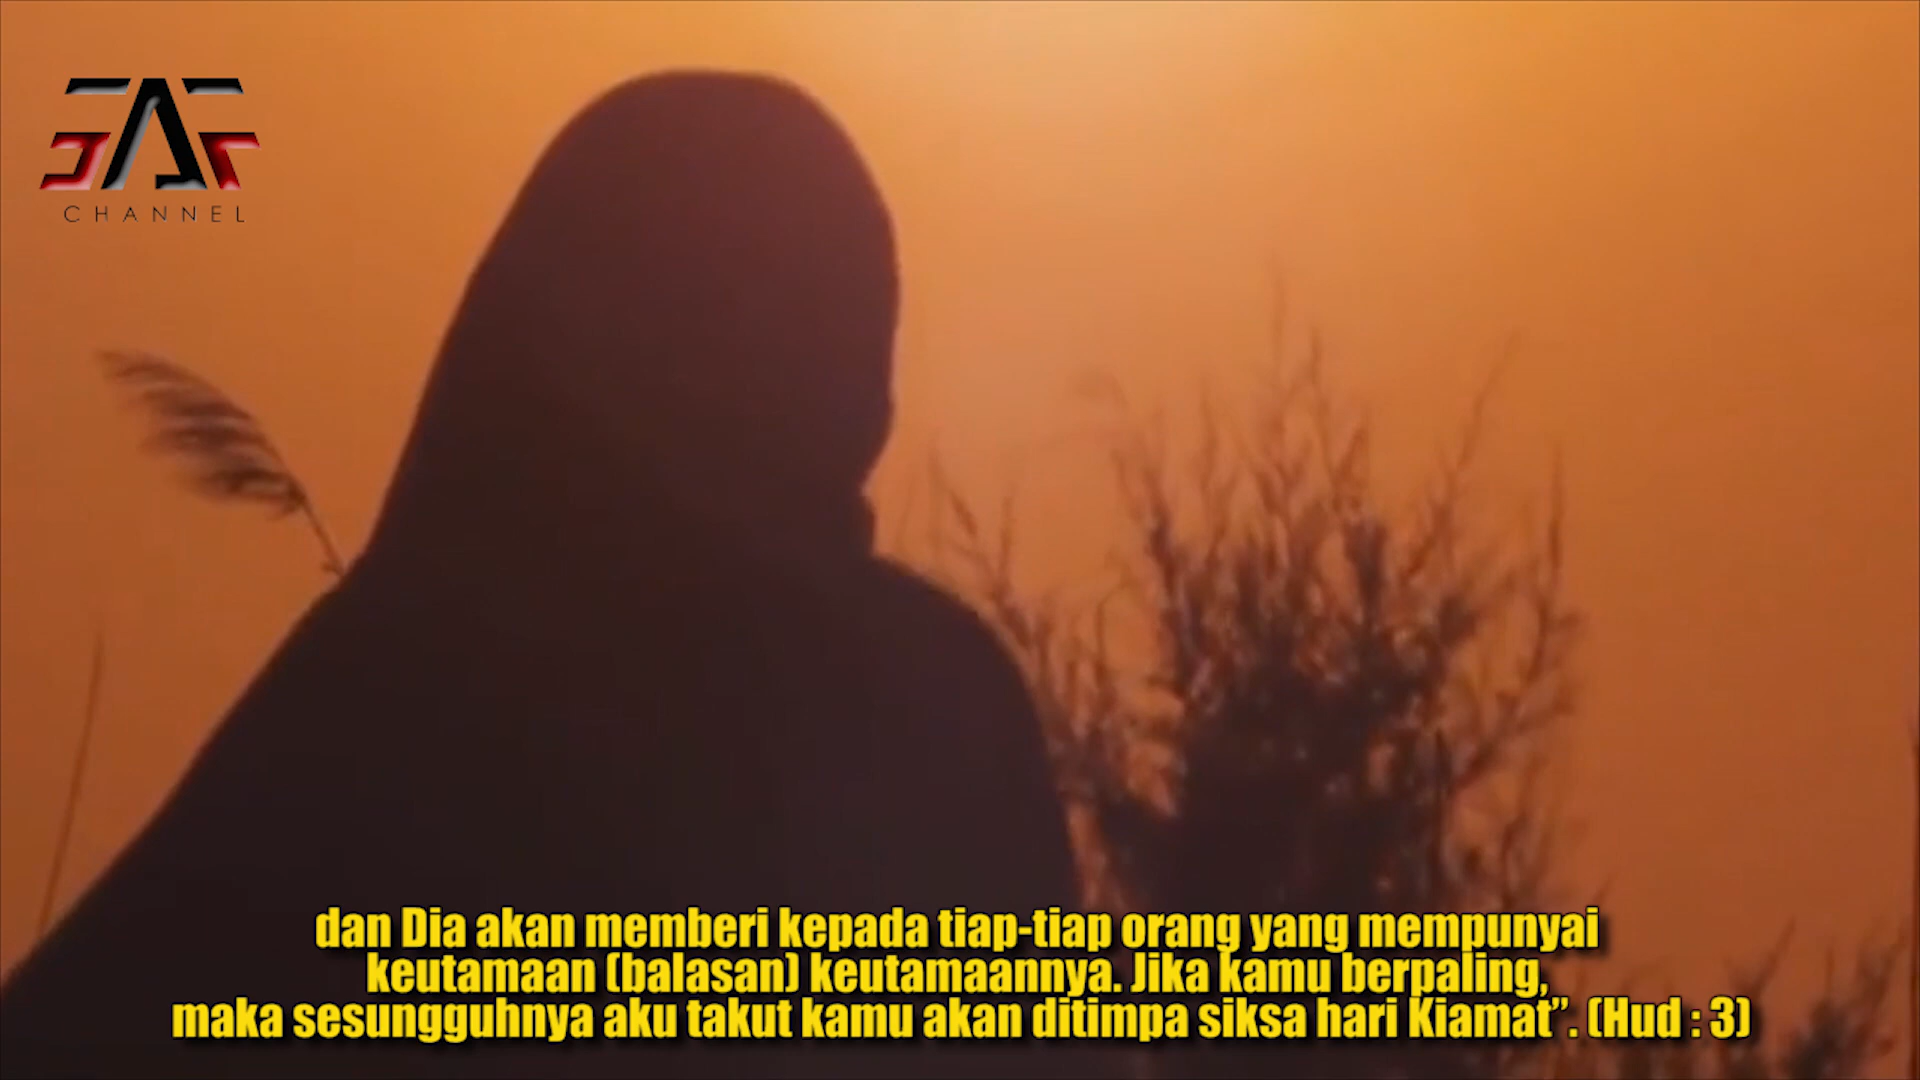 CHANNEL
dan Dia akan memberi kepada tiap-tiap orang yang mempunyai
keutamaan (balasan) keutamaannya. Jika kamu berpaling,
maka sesungguhnya aku takut kamu akan ditimpa siksa hari Kiamat”. (Hud : 3)